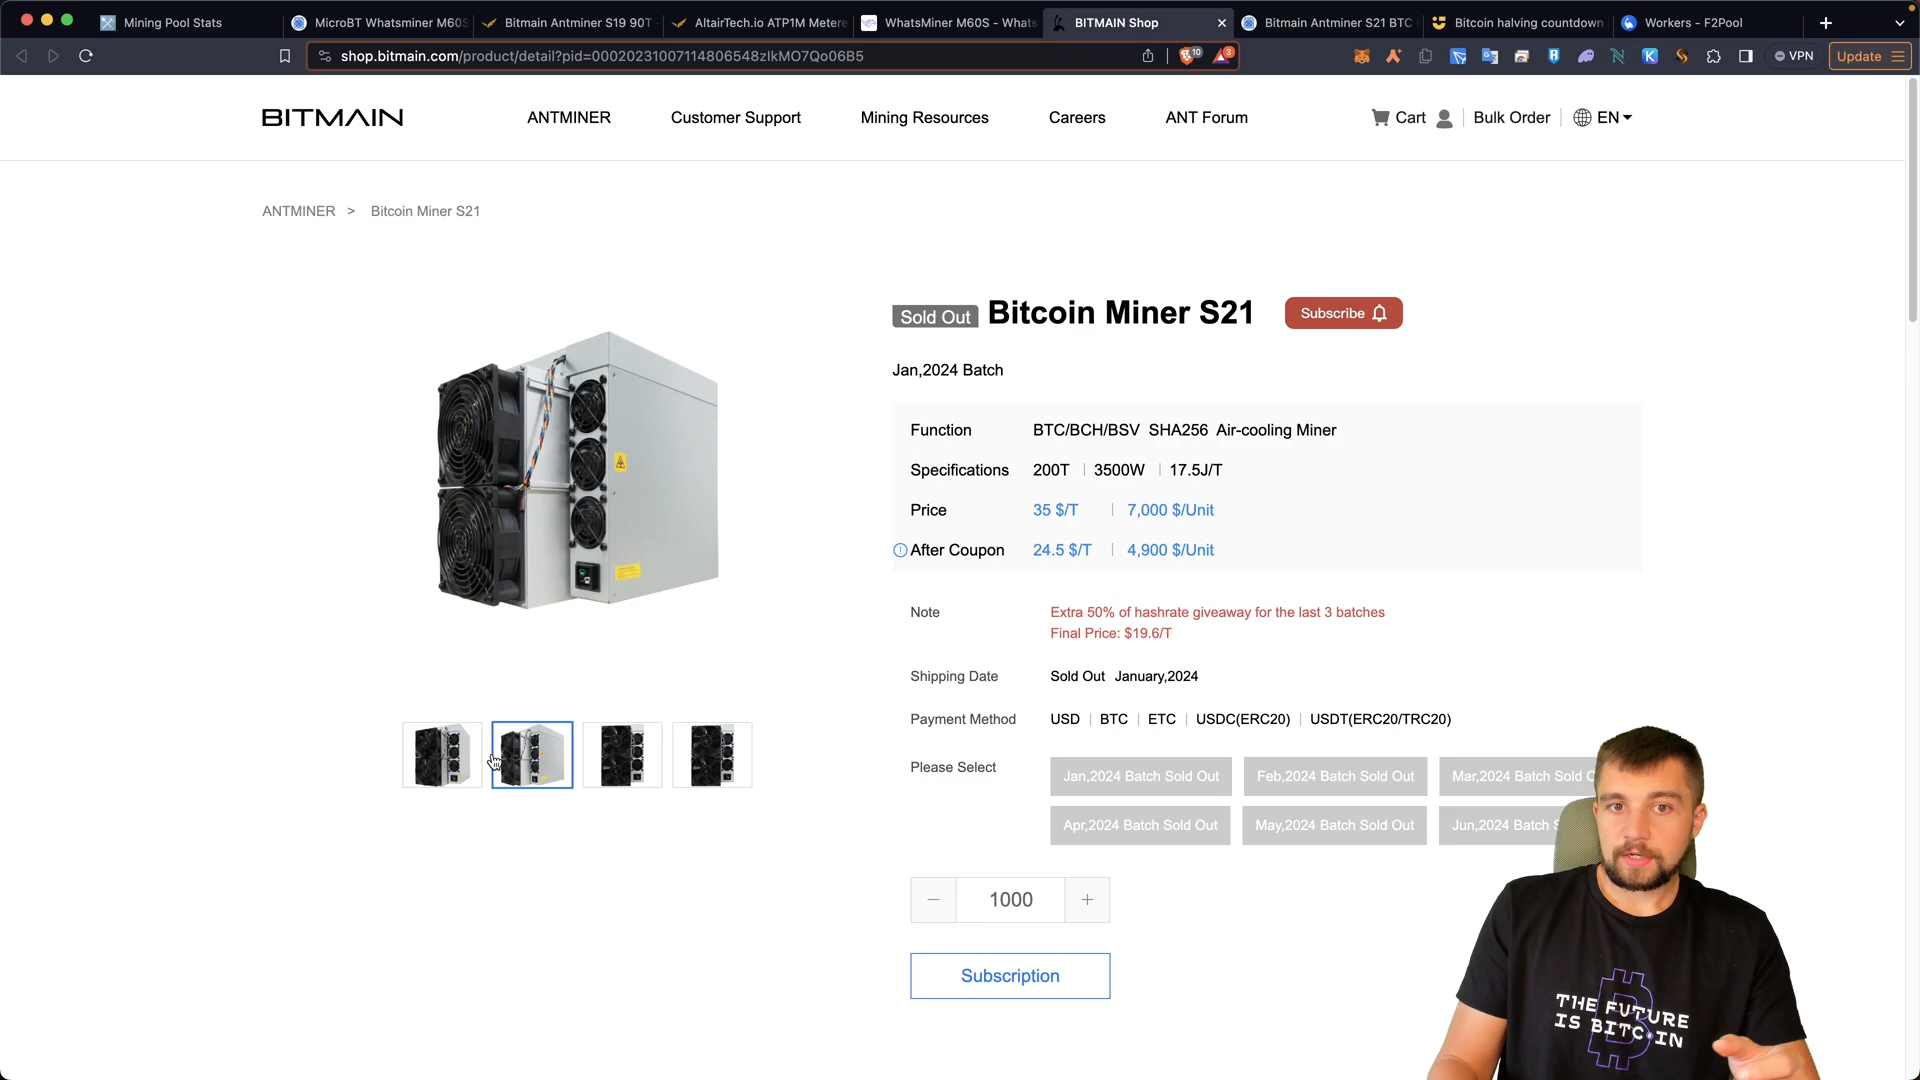 Mining Pool Stats
MicroBT Whatsminer M60S
Bitmain Antminer S19 90T
AltairTech.io ATP1M Metere
WhatsMiner M60S - Whats
BITMAIN Shop
Bitmain Antminer S21 BTC
Bitcoin halving countdown
Workers - F2Pool
shop.bitmain.com/product/detail?pid=00020231007114806548zIkMO7Qo06B5
10
3
VPN
Update
BITMAIN
ANTMINER
Customer Support
Mining Resources
Careers
ANT Forum
Cart
Bulk Order
EN
ANTMINER > Bitcoin Miner S21
Sold Out Bitcoin Miner S21
Subscribe
Jan,2024 Batch
Function BTC/BCH/BSV SHA256 Air-cooling Miner
Specifications 200T | 3500W | 17.5J/T
Price 35 $/T | 7,000 $/Unit
After Coupon 24.5 $/T | 4,900 $/Unit
Note Extra 50% of hashrate giveaway for the last 3 batches
Final Price: $19.6/T
Shipping Date Sold Out January,2024
Payment Method USD | BTC | ETC | USDC(ERC20) | USDT(ERC20/TRC20)
Please Select
Jan,2024 Batch Sold Out
Feb,2024 Batch Sold Out
Mar,2024 Batch Sold
Apr,2024 Batch Sold Out
May,2024 Batch Sold Out
Jun,2024 Batch
− 1000 +
Subscription
THE FUTURE
IS BITCOIN